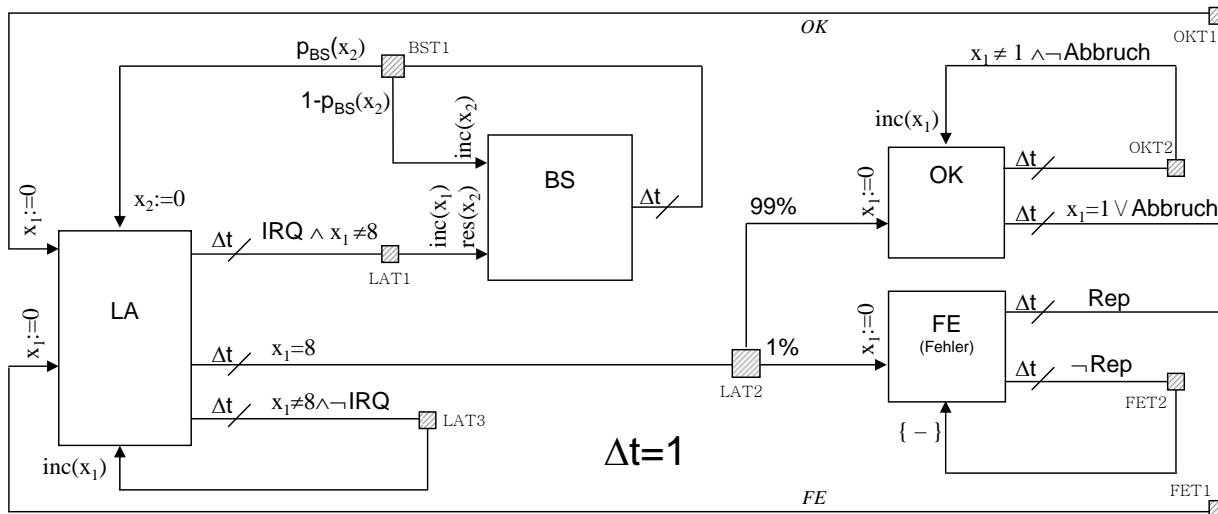 OK
OKT1
p_BS(x_2)
BST1
x_1 ≠ 1 ∧¬ Abbruch
1-p_BS(x_2)
inc(x_2)
inc(x_1)
OKT2
BS
Δt
OK
Δt
x_1:=0
x_2:=0
inc(x_1)
res(x_2)
99%
x_1:=0
Δt
x_1=1 ∨ Abbruch
Δt
IRQ ∧ x_1≠8
LAT1
LA
x_1:=0
Δt
x_1=8
LAT2
1%
x_1:=0
FE
(Fehler)
Δt
Rep
Δt
¬ Rep
FET2
Δt
x_1≠8∧¬ IRQ
LAT3
{ – }
inc(x_1)
Δt=1
FE
FET1